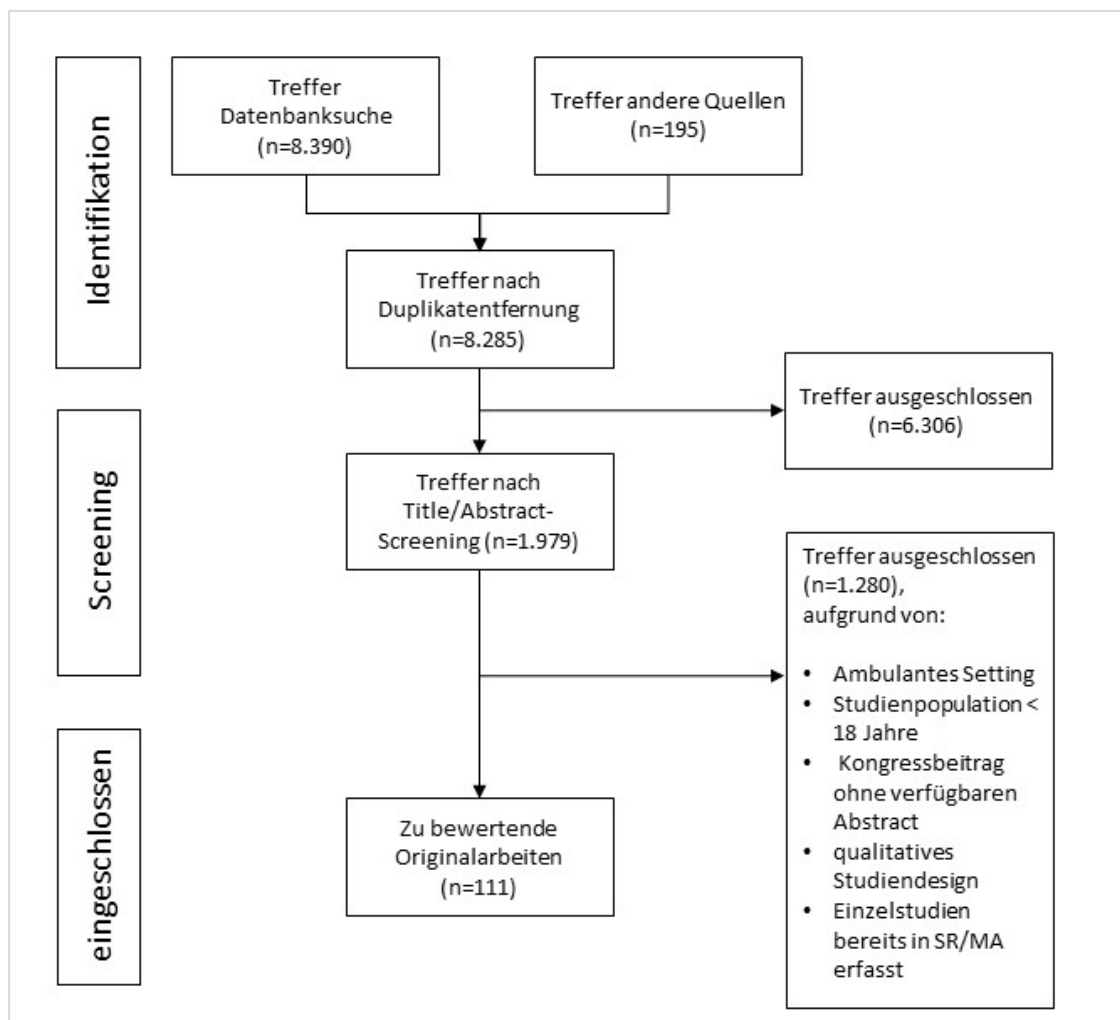 Identifikation
Treffer
Datenbanksuche
(n=8.390)
Treffer andere Quellen
(n=195)
Treffer nach
Duplikatentfernung
(n=8.285)
Treffer ausgeschlossen
(n=6.306)
Screening
Treffer nach
Title/Abstract-
Screening (n=1.979)
Treffer ausgeschlossen
(n=1.280),
aufgrund von:
• Ambulantes Setting
• Studienpopulation <
18 Jahre
• Kongressbeitrag
ohne verfügbaren
Abstract
• qualitatives
Studiendesign
• Einzelstudien
bereits in SR/MA
erfasst
eingeschlossen
Zu bewertende
Originalarbeiten
(n=111)